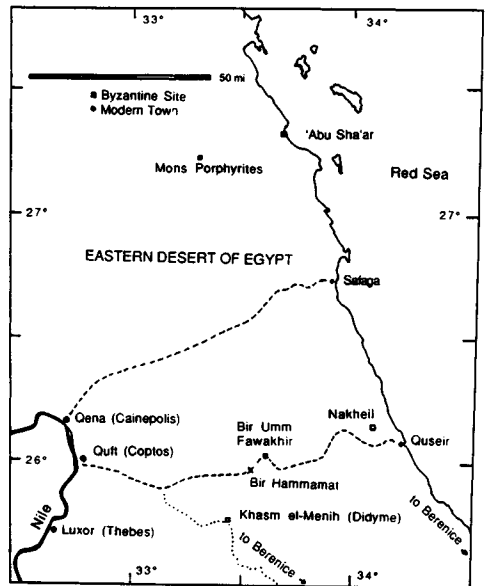 33°
34°
50 mi
Byzantine Site
Modern Town
'Abu Sha'ar
Mons Porphyrites
Red Sea
27°
27°
EASTERN DESERT OF EGYPT
Safaga
Qena (Cainepolis)
Nakheil
Bir Umm
Fawakhir
Quft (Coptos)
Quseir
26°
26°
Bir Hammamat
Nile
Khasm el-Menih (Didyme)
to Berenice
Luxor (Thebes)
to Berenice
33°
34°